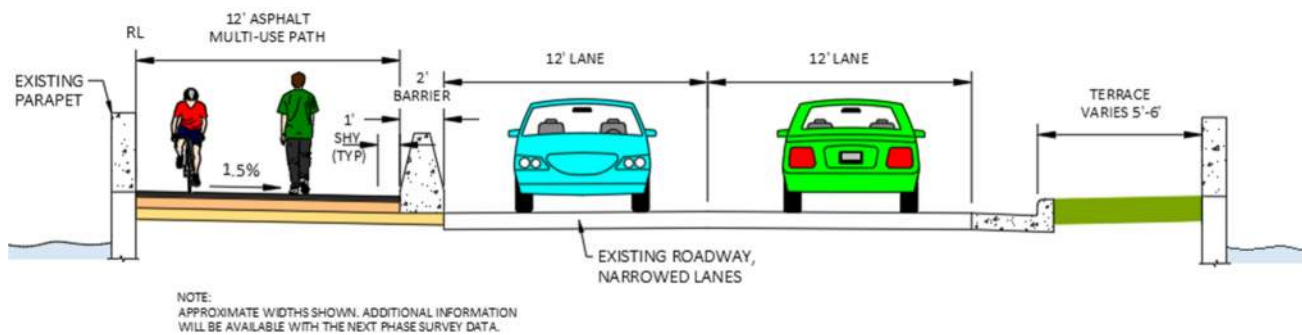 RL
12' ASPHALT
MULTI-USE PATH
EXISTING
PARAPET
2'
BARRIER
1'
SHY
(TYP)
1.5%
12' LANE
12' LANE
TERRACE
VARIES 5'-6'
EXISTING ROADWAY,
NARROWED LANES
NOTE:
APPROXIMATE WIDTHS SHOWN. ADDITIONAL INFORMATION
WILL BE AVAILABLE WITH THE NEXT PHASE SURVEY DATA.